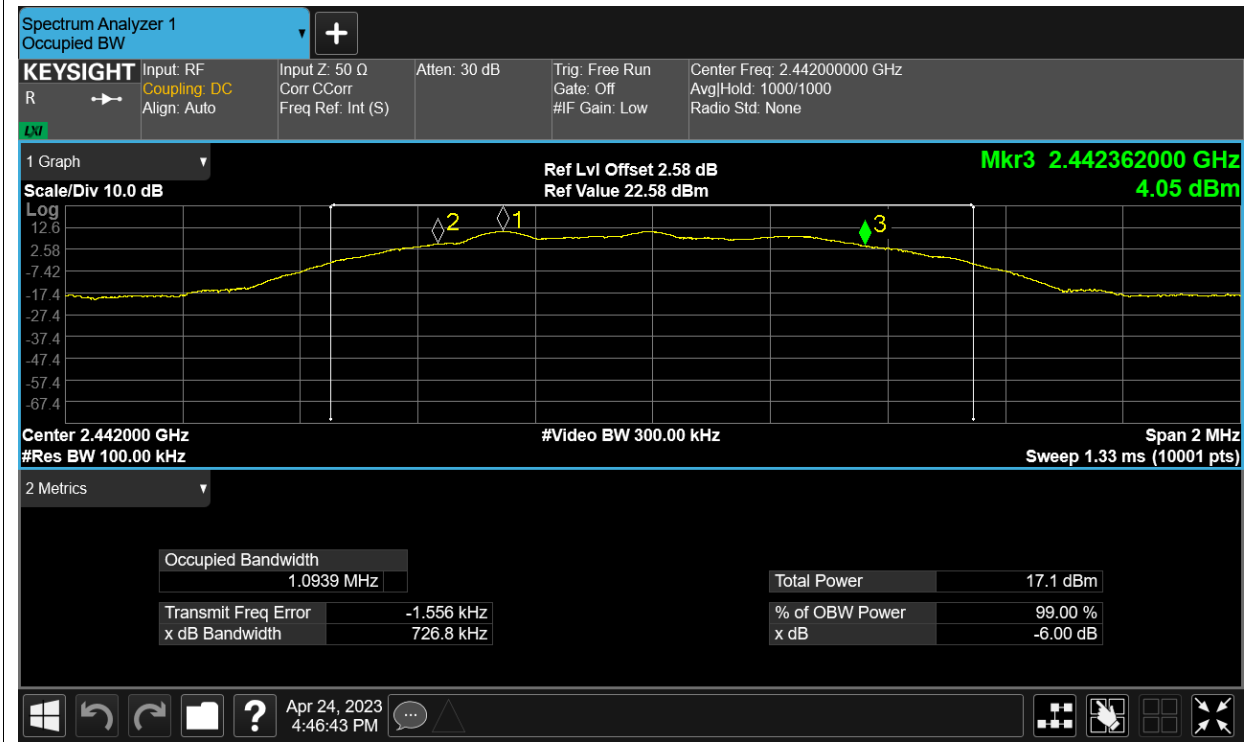 Spectrum Analyzer 1
Occupied BW
KEYSIGHT
R
LXI
Input: RF
Coupling: DC
Align: Auto
Input Z: 50 Ω
Corr CCorr
Freq Ref: Int (S)
Atten: 30 dB
Trig: Free Run
Gate: Off
#IF Gain: Low
Center Freq: 2.442000000 GHz
Avg|Hold: 1000/1000
Radio Std: None
1 Graph
Scale/Div 10.0 dB
Ref Lvl Offset 2.58 dB
Ref Value 22.58 dBm
Mkr3 2.442362000 GHz
4.05 dBm
Log
12.6
2.58
-7.42
-17.4
-27.4
-37.4
-47.4
-57.4
-67.4
2
1
3
Center 2.442000 GHz
#Res BW 100.00 kHz
#Video BW 300.00 kHz
Span 2 MHz
Sweep 1.33 ms (10001 pts)
2 Metrics
Occupied Bandwidth
1.0939 MHz
Transmit Freq Error -1.556 kHz
x dB Bandwidth 726.8 kHz
Total Power 17.1 dBm
% of OBW Power 99.00 %
x dB -6.00 dB
?
Apr 24, 2023
4:46:43 PM